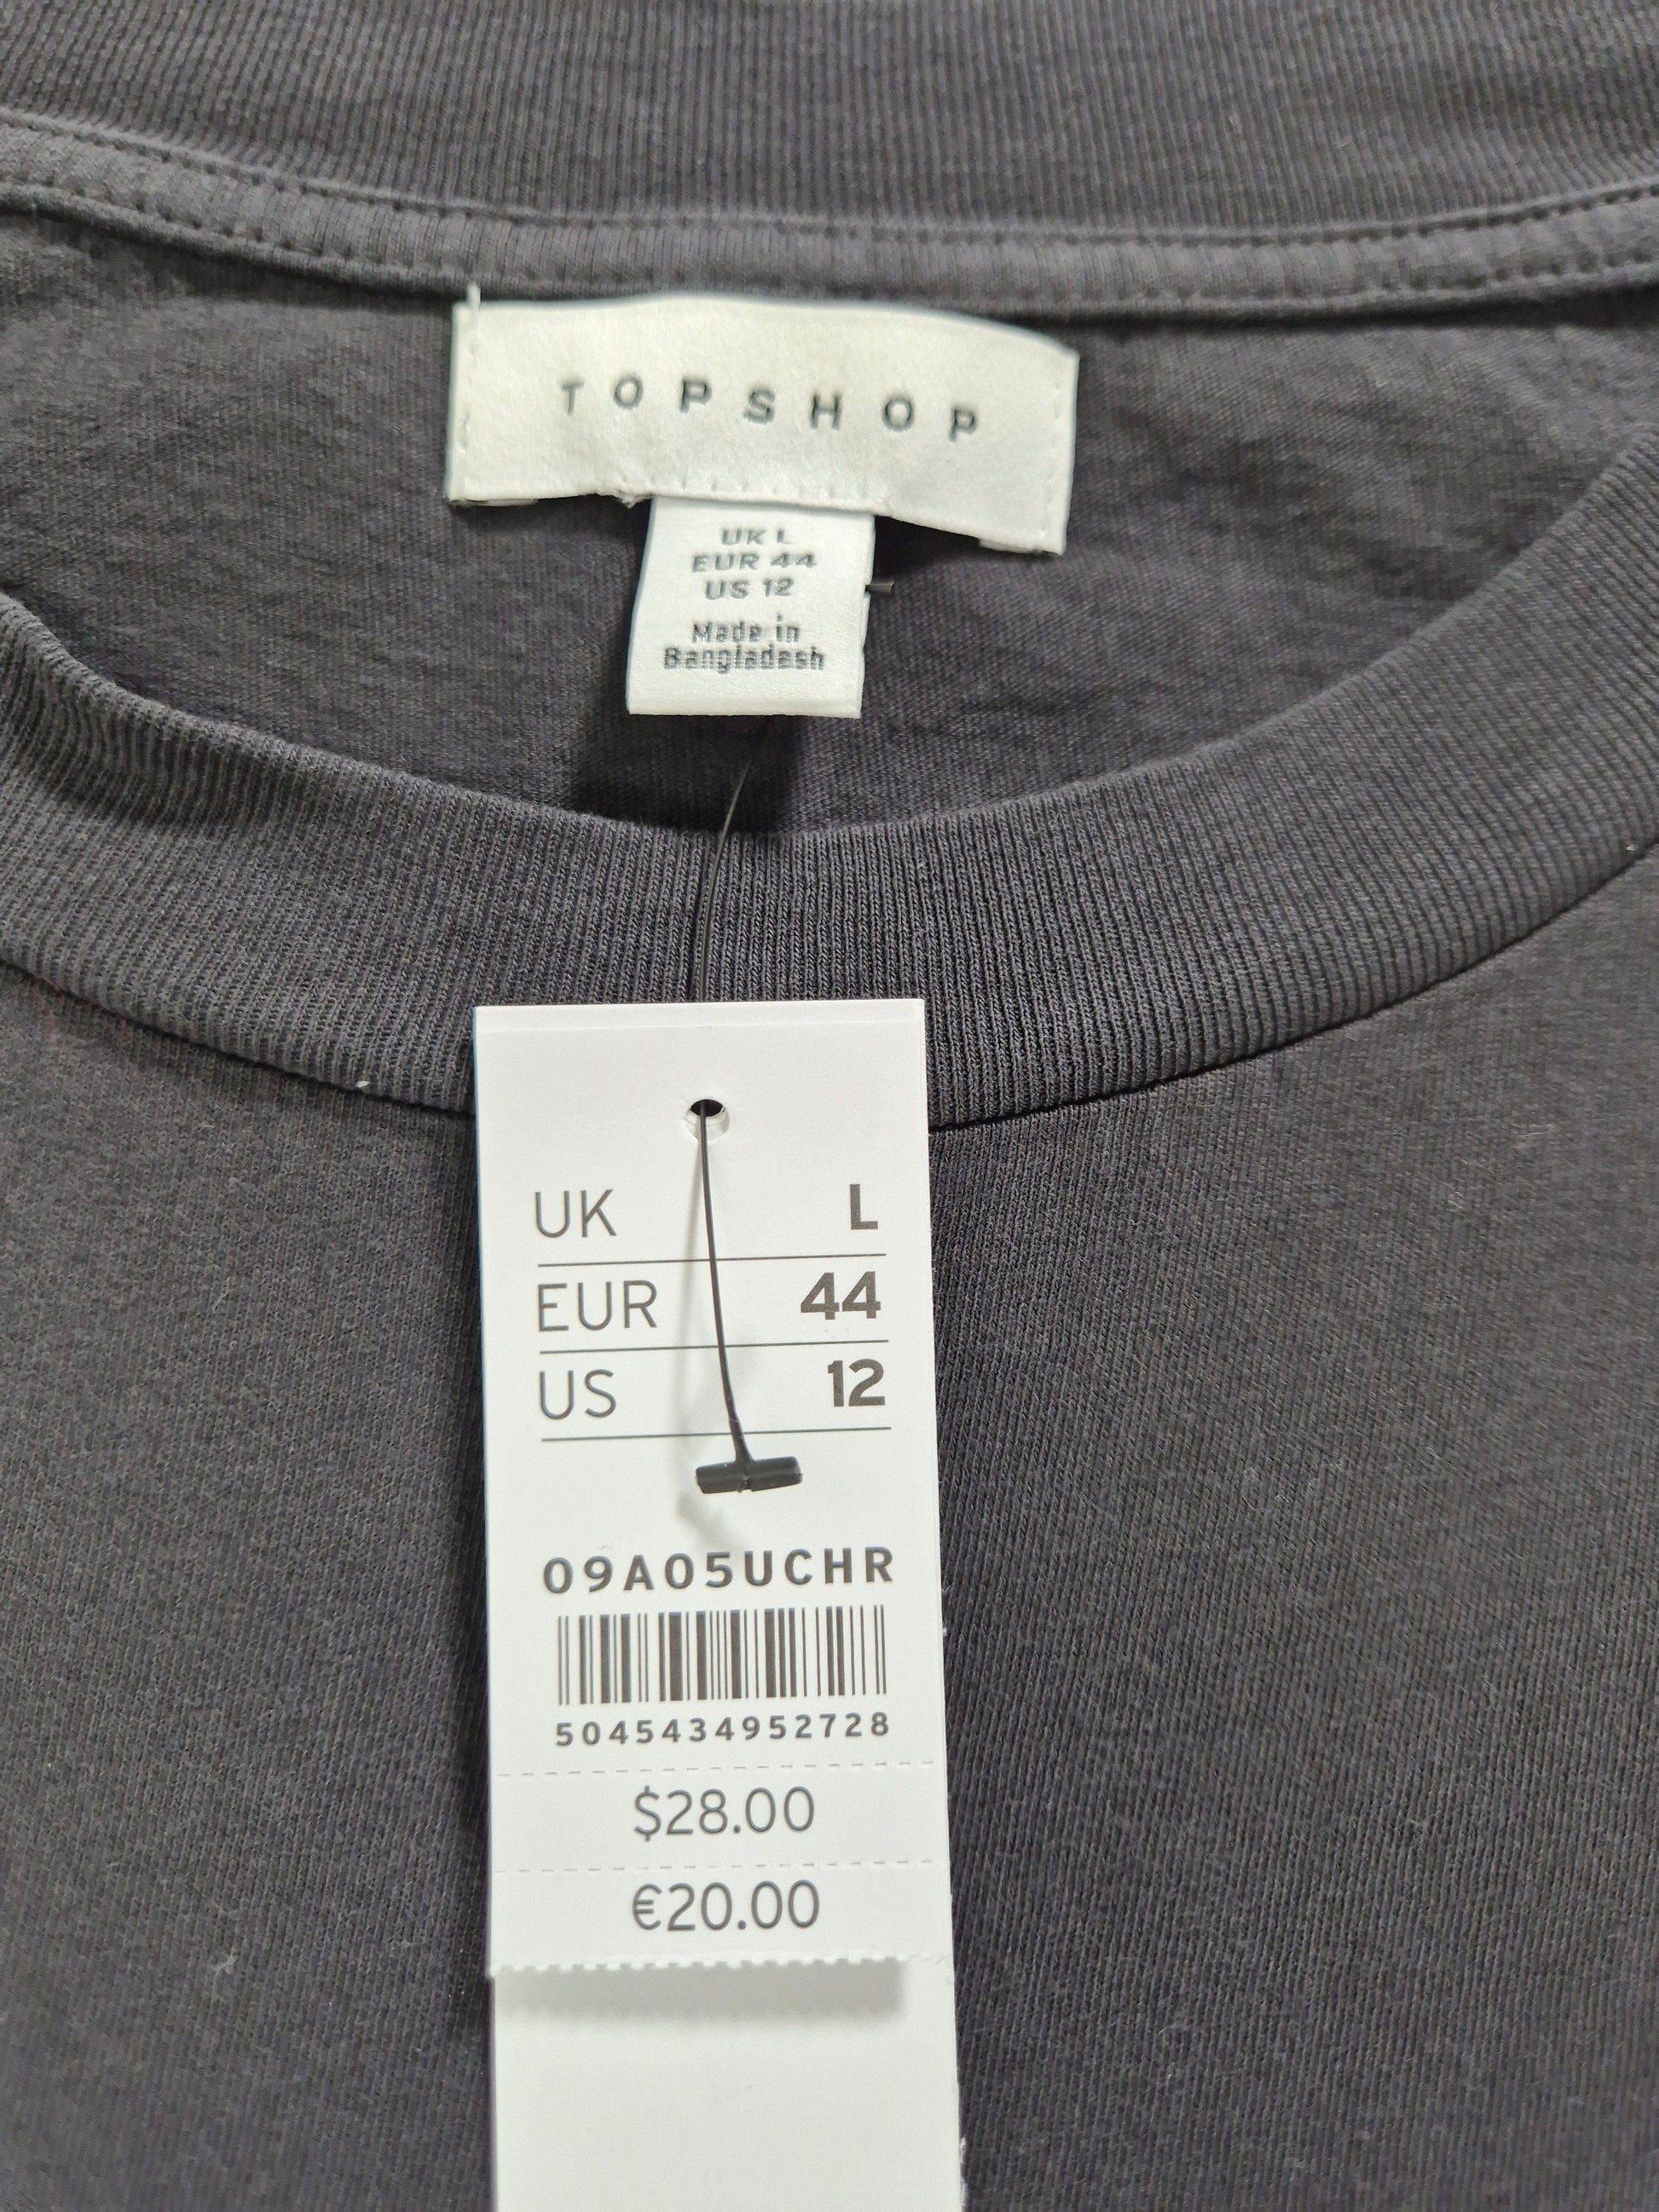 TOPSHOP
UK L
EUR 44
US 12
Made in
Bangladesh
UK L
EUR 44
US 12
09A05UCHR
5045434952728
$28.00
€20.00